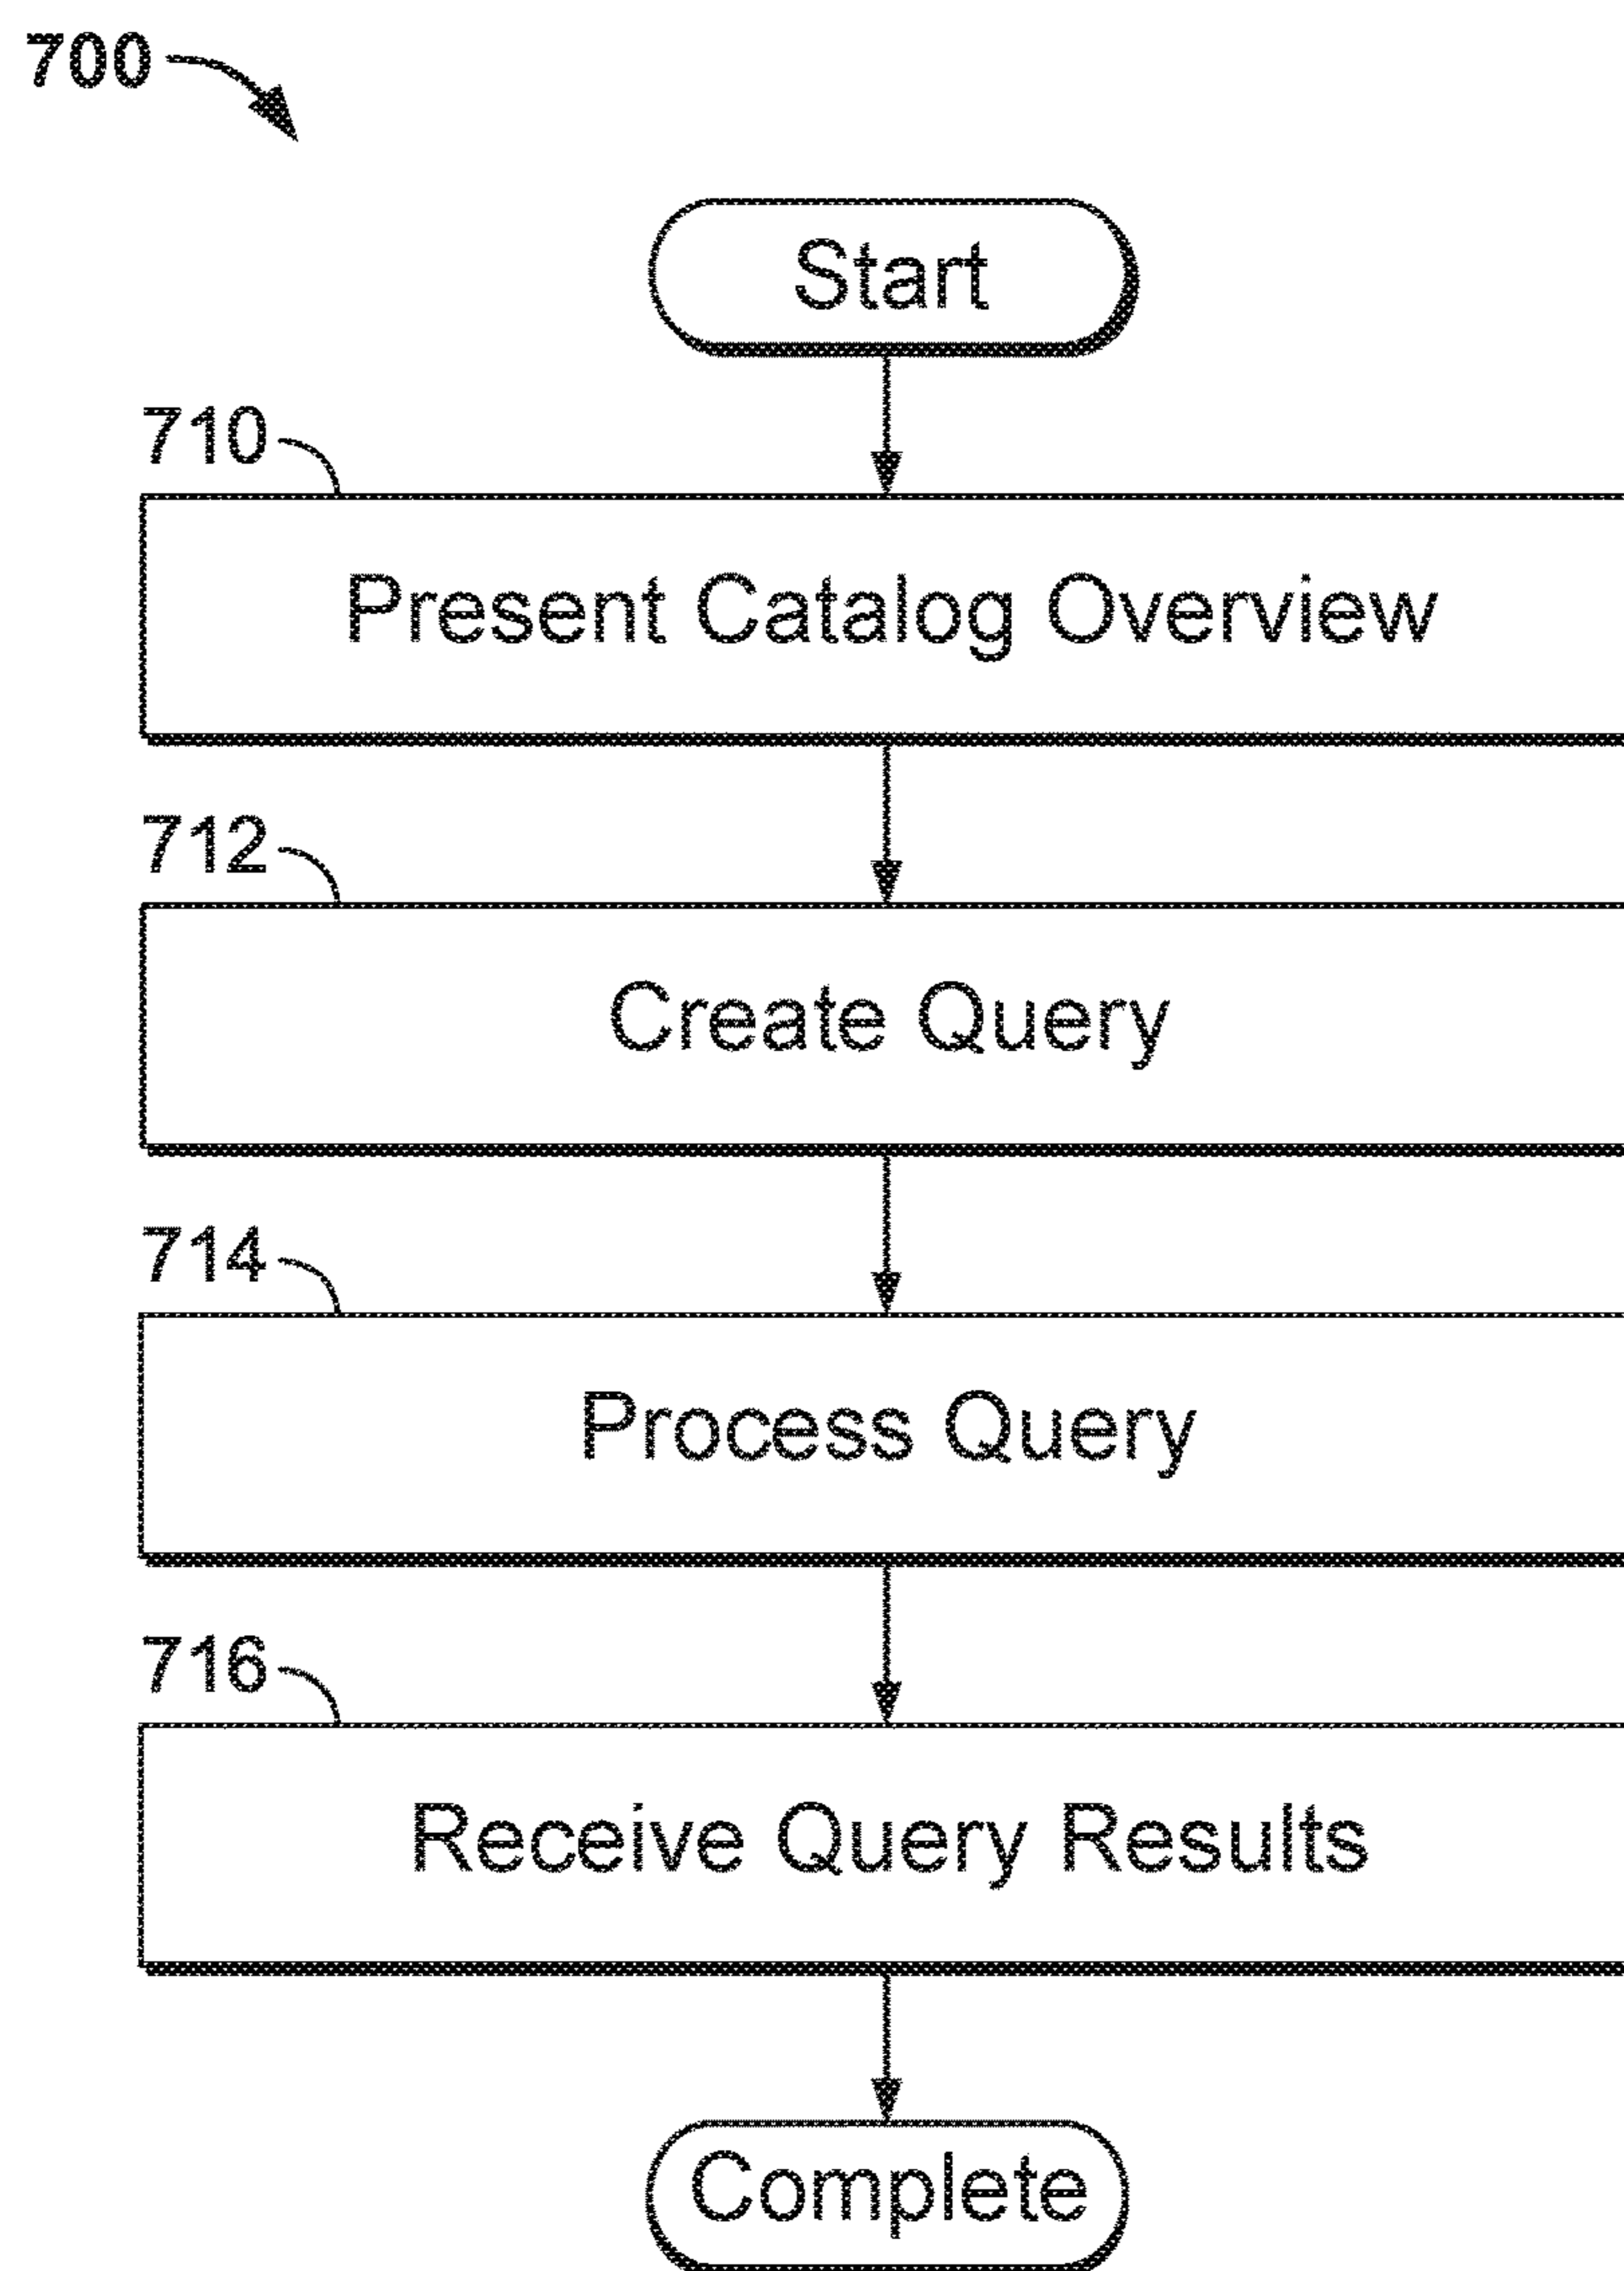 700
Start
710
Present Catalog Overview
712
Create Query
714
Process Query
716
Receive Query Results
Complete